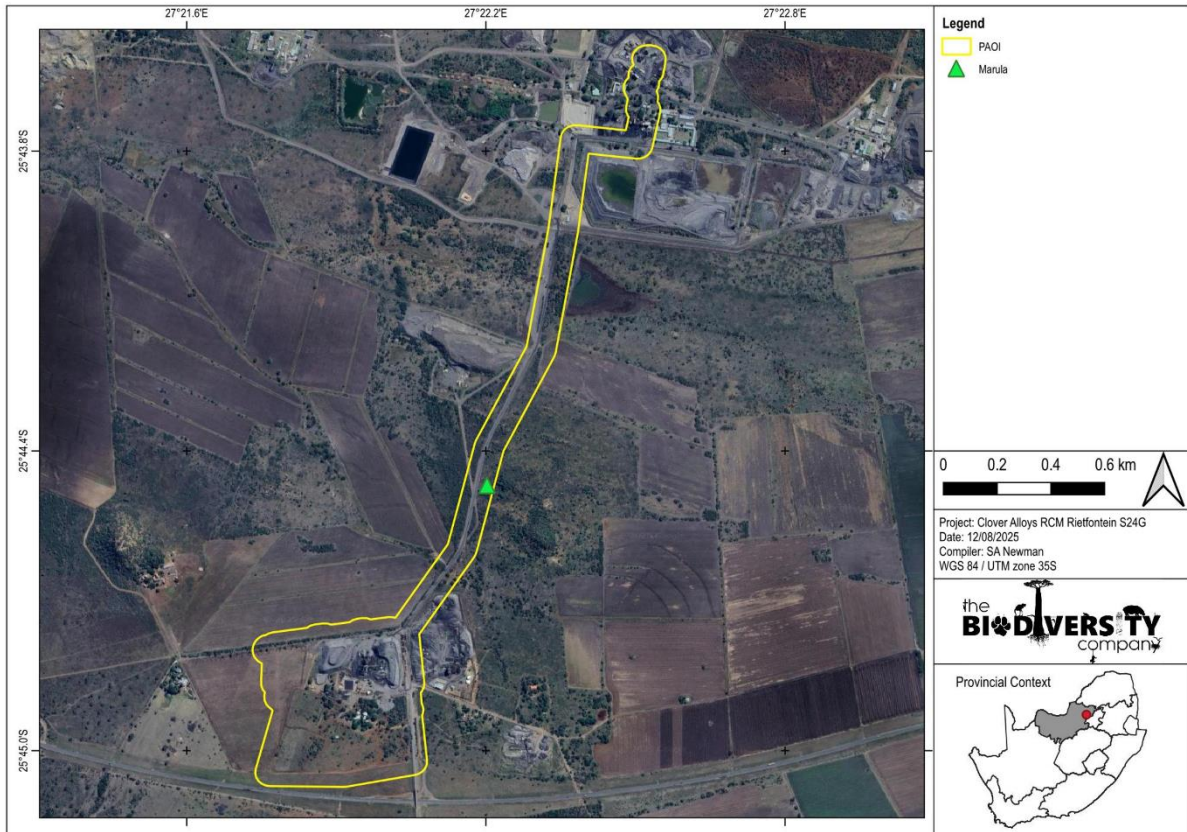 27°21.6'E
27°22.2'E
27°22.8'E
25°43.8'S
25°44.4'S
25°45.0'S
Legend
PAOI
Marula
0 0.2 0.4 0.6 km
Project: Clover Alloys RCM Rietfontein S24G
Date: 12/08/2025
Compiler: SA Newman
WGS 84 / UTM zone 35S
the
BIODIVERSITY
company
Provincial Context